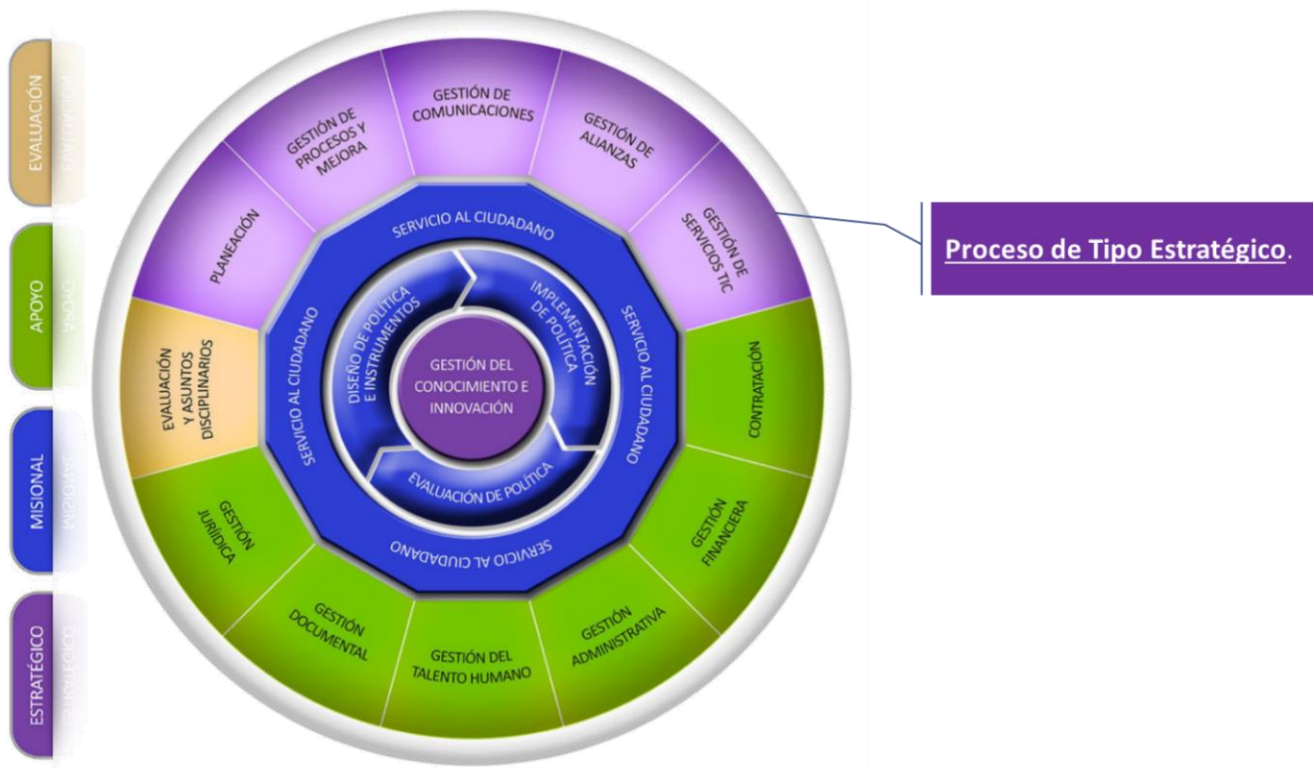 EVALUACIÓN
APOYO
MISIONAL
ESTRATÉGICO
GESTIÓN DE
COMUNICACIONES
GESTIÓN DE
ALIANZAS
GESTIÓN DE
SERVICIOS TIC
CONTRATACIÓN
GESTIÓN
FINANCIERA
GESTIÓN
ADMINISTRATIVA
GESTIÓN DEL
TALENTO HUMANO
GESTIÓN
DOCUMENTAL
GESTIÓN
JURÍDICA
EVALUACIÓN
Y ASUNTOS
DISCIPLINARIOS
PLANEACIÓN
GESTIÓN DE
PROCESOS Y
MEJORA
SERVICIO AL CIUDADANO
SERVICIO AL CIUDADANO
SERVICIO AL CIUDADANO
SERVICIO AL CIUDADANO
DISEÑO DE POLÍTICA
E INSTRUMENTOS
IMPLEMENTACIÓN
DE POLÍTICA
EVALUACIÓN DE POLÍTICA
GESTIÓN DEL
CONOCIMIENTO E
INNOVACIÓN
Proceso de Tipo Estratégico.